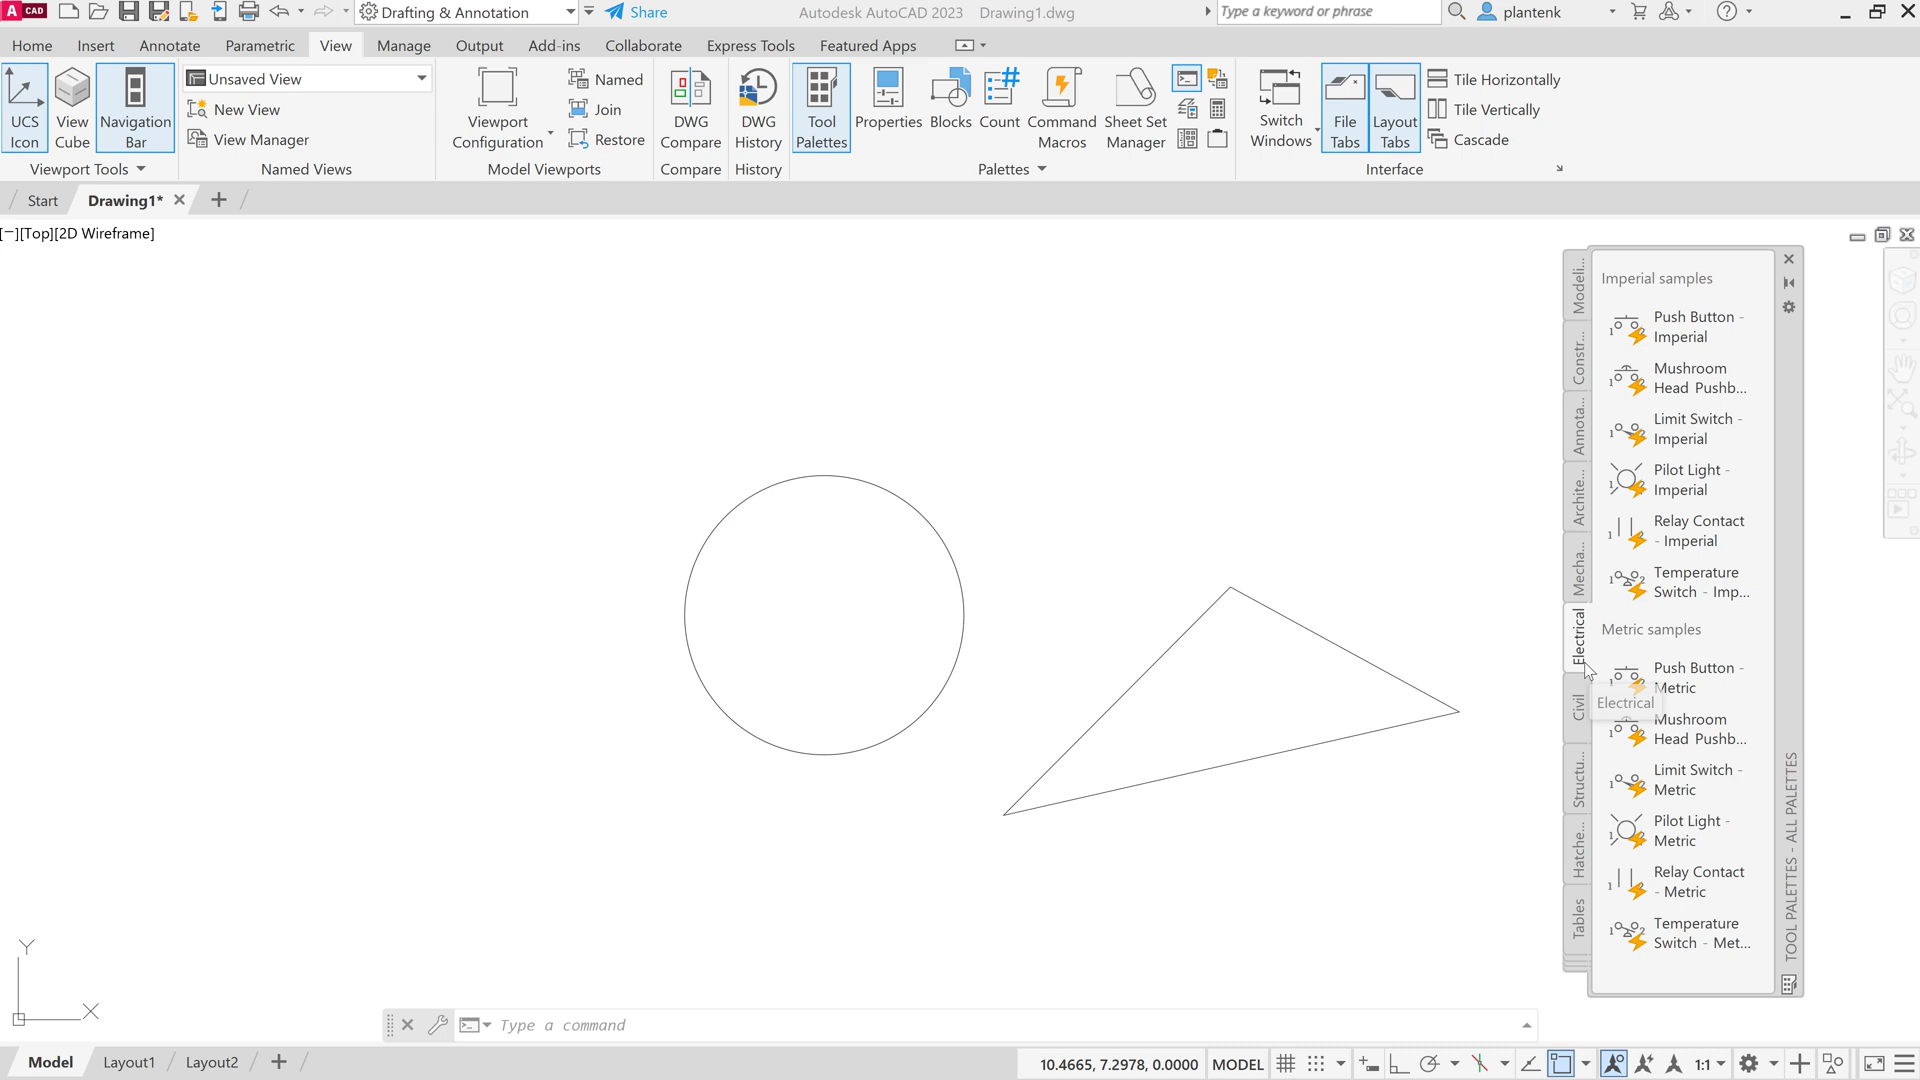 A CAD
Drafting & Annotation
Share
Autodesk AutoCAD 2023 Drawing1.dwg
Type a keyword or phrase
plantenk
Home Insert Annotate Parametric View Manage Output Add-ins Collaborate Express Tools Featured Apps
UCS Icon
View Cube
Navigation Bar
Viewport Tools
Unsaved View
New View
View Manager
Named Views
Viewport Configuration
Named
Join
Restore
Model Viewports
DWG Compare
Compare
DWG History
History
Tool Palettes
Properties
Blocks
Count
Command Macros
Sheet Set Manager
Palettes
Switch Windows
File Tabs
Layout Tabs
Tile Horizontally
Tile Vertically
Cascade
Interface
Start
Drawing1*
[−][Top][2D Wireframe]
Modeli...
Constr...
Annota...
Archite...
Mecha...
Electrical
Civil
Structu...
Hatche...
Tables
Imperial samples
Push Button -
Imperial
Mushroom
Head Pushb...
Limit Switch -
Imperial
Pilot Light -
Imperial
Relay Contact
- Imperial
Temperature
Switch - Imp...
Metric samples
Push Button -
Metric
Electrical
Mushroom
Head Pushb...
Limit Switch -
Metric
Pilot Light -
Metric
Relay Contact
- Metric
Temperature
Switch - Met...
TOOL PALETTES - ALL PALETTES
Y
X
Type a command
Model Layout1 Layout2
10.4665, 7.2978, 0.0000 MODEL 1:1